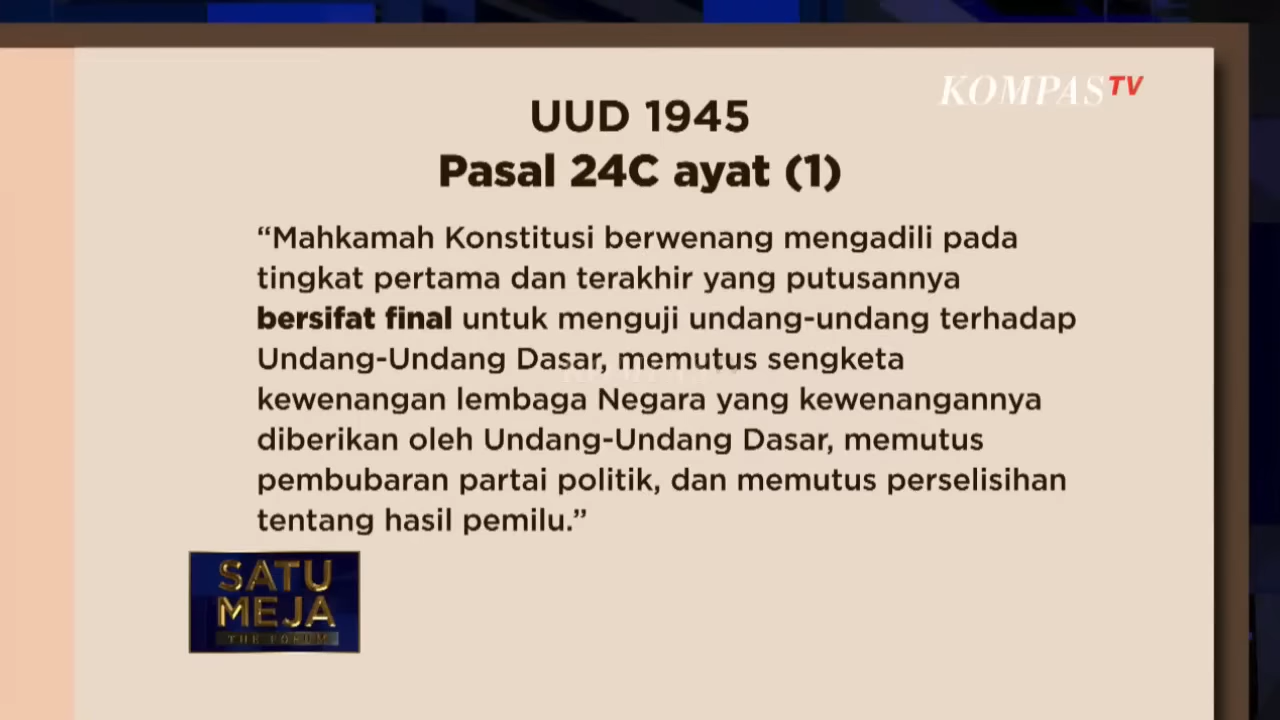 KOMPAS TV
UUD 1945
Pasal 24C ayat (1)
“Mahkamah Konstitusi berwenang mengadili pada
tingkat pertama dan terakhir yang putusannya
bersifat final untuk menguji undang-undang terhadap
Undang-Undang Dasar, memutus sengketa
kewenangan lembaga Negara yang kewenangannya
diberikan oleh Undang-Undang Dasar, memutus
pembubaran partai politik, dan memutus perselisihan
tentang hasil pemilu.”
SATU
MEJA
THE FORUM